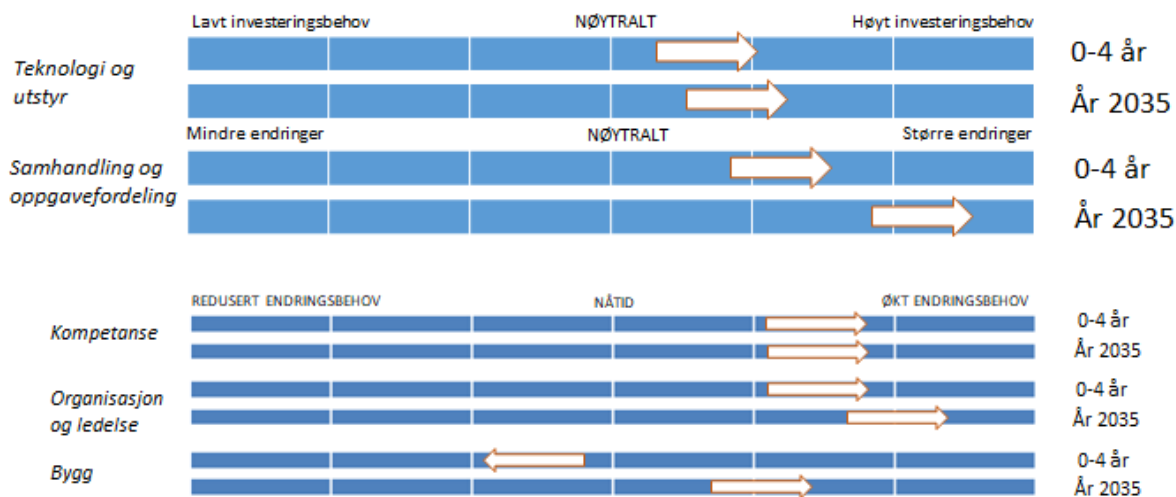 Lavt investeringsbehov NØYTRALT Høyt investeringsbehov
Teknologi og
utstyr
0-4 år
År 2035
Mindre endringer NØYTRALT Større endringer
Samhandling og
oppgavefordeling
0-4 år
År 2035
REDUSERT ENDRINGSBEHOV NÅTID ØKT ENDRINGSBEHOV
Kompetanse
0-4 år
År 2035
Organisasjon
og ledelse
0-4 år
År 2035
Bygg
0-4 år
År 2035